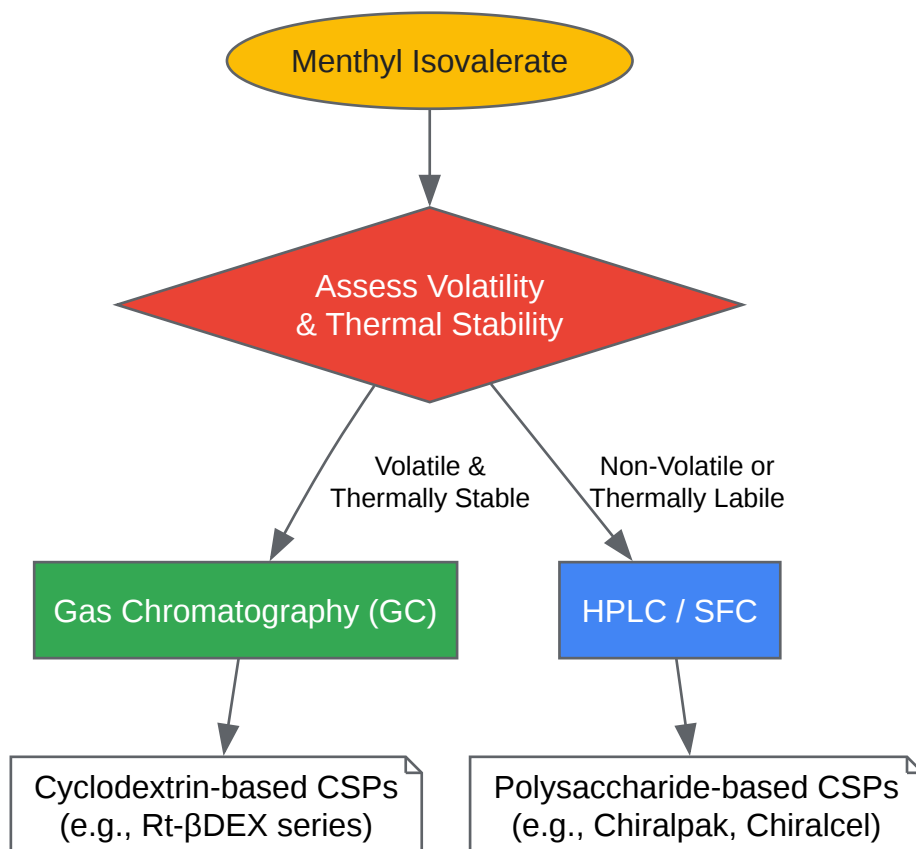 Menthyl Isovalerate
Assess Volatility
& Thermal Stability
Volatile &
Thermally Stable
Non-Volatile or
Thermally Labile
Gas Chromatography (GC)
HPLC / SFC
Cyclodextrin-based CSPs
(e.g., Rt-βDEX series)
Polysaccharide-based CSPs
(e.g., Chiralpak, Chiralcel)